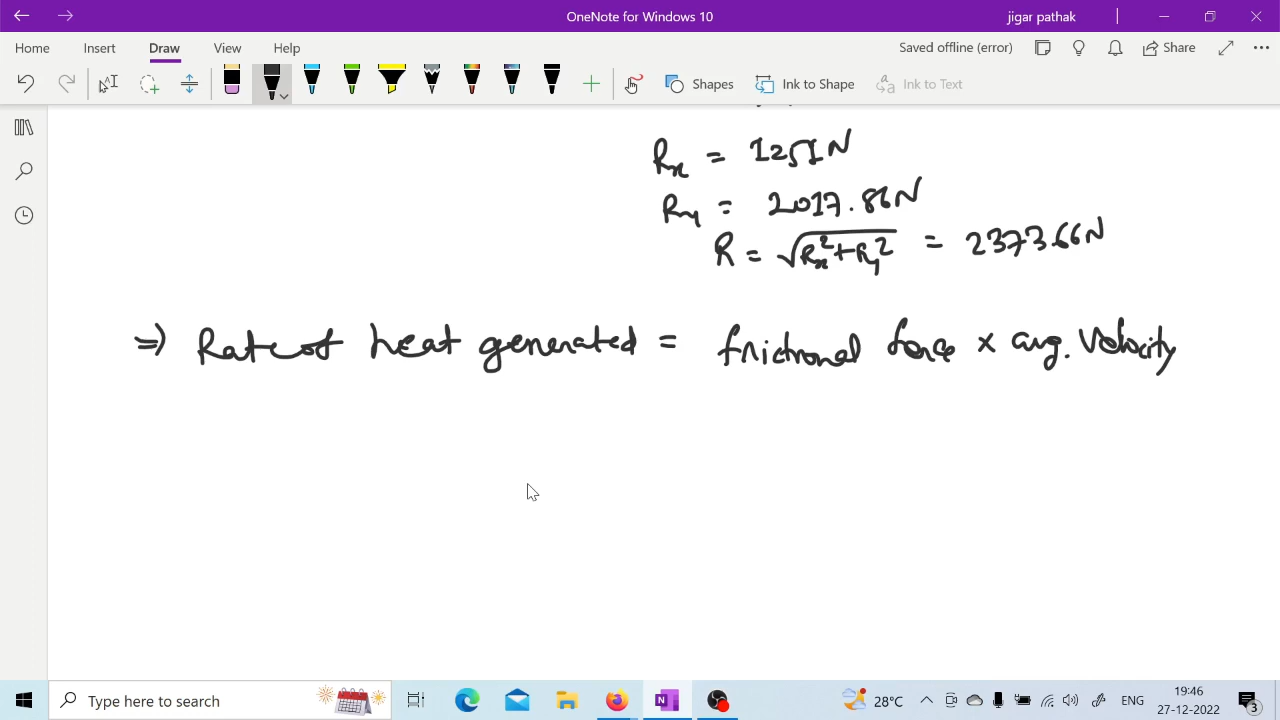 OneNote for Windows 10
jigar pathak
Home Insert Draw View Help
Saved offline (error) Share
Shapes Ink to Shape Ink to Text
Rx = 1251N
Ry = 2017.86N
R = √Rx²+Ry² = 2373.66N
⇒ Rate of heat generated = frictional force × avg. Velocity
Type here to search
28°C
ENG
19:46
27-12-2022
3